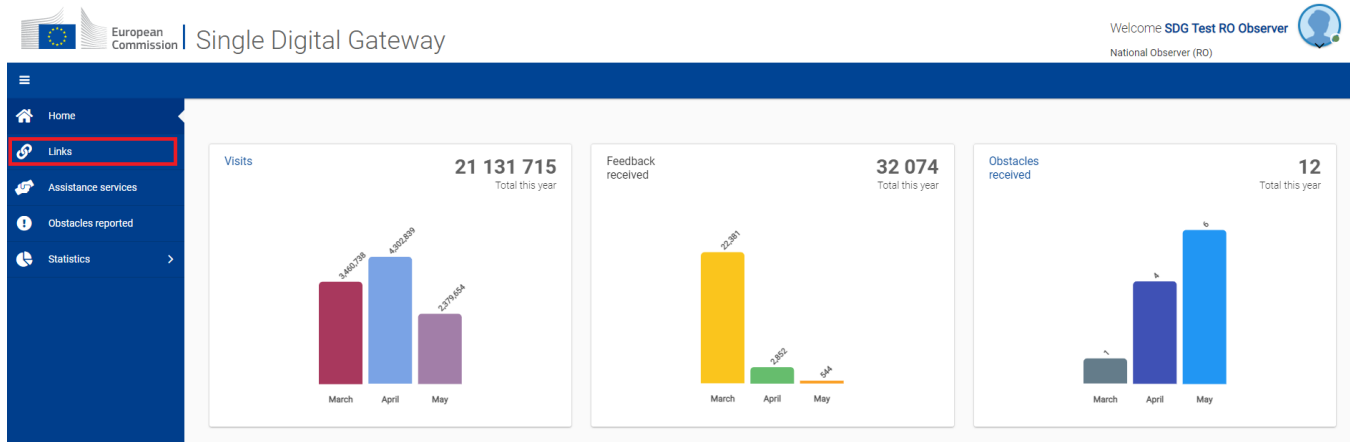 European
Commission
Single Digital Gateway
Welcome SDG Test RO Observer
National Observer (RO)
Home
Links
Assistance services
Obstacles reported
Statistics
Visits
21 131 715
Total this year
3,460,738
4,302,839
2,379,654
March April May
Feedback
received
32 074
Total this year
22,381
2,852
544
March April May
Obstacles
received
12
Total this year
1
4
6
March April May